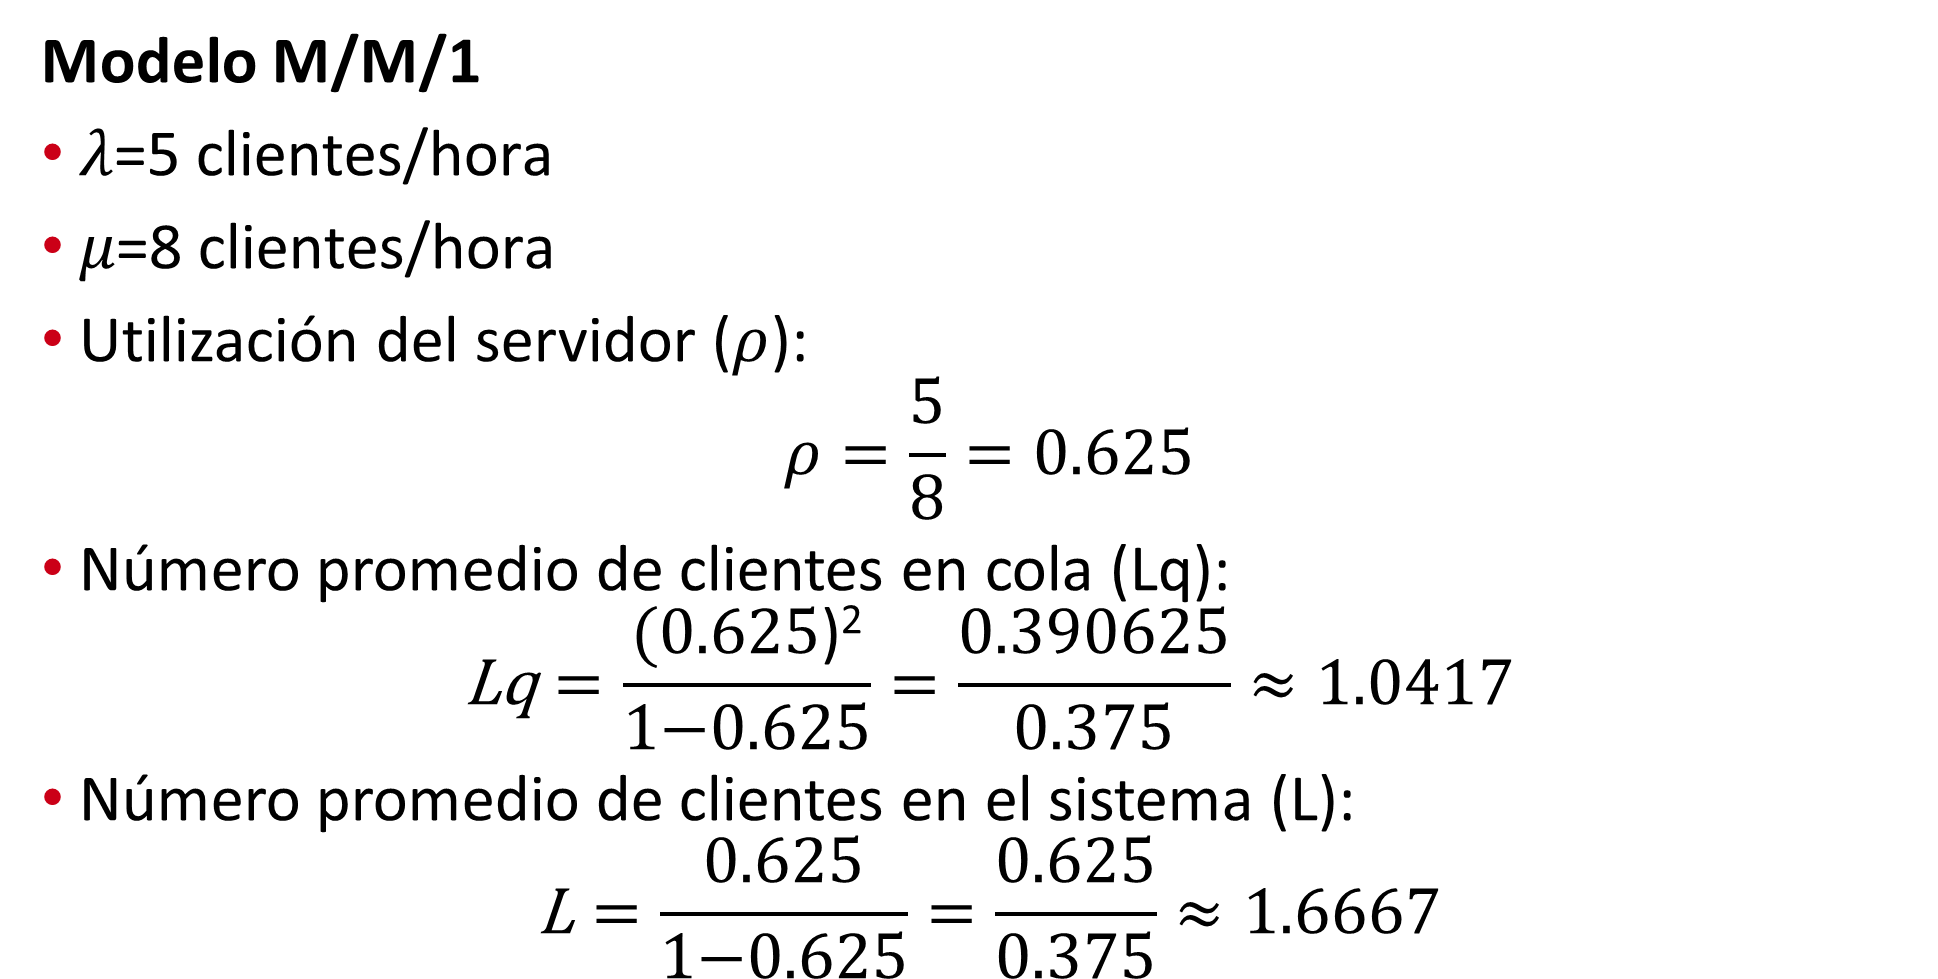 Modelo M/M/1
• λ=5 clientes/hora
• μ=8 clientes/hora
• Utilización del servidor (ρ):
ρ = 5/8 = 0.625
• Número promedio de clientes en cola (Lq):
Lq = (0.625)²/1−0.625 = 0.390625/0.375 ≈ 1.0417
• Número promedio de clientes en el sistema (L):
L = 0.625/1−0.625 = 0.625/0.375 ≈ 1.6667